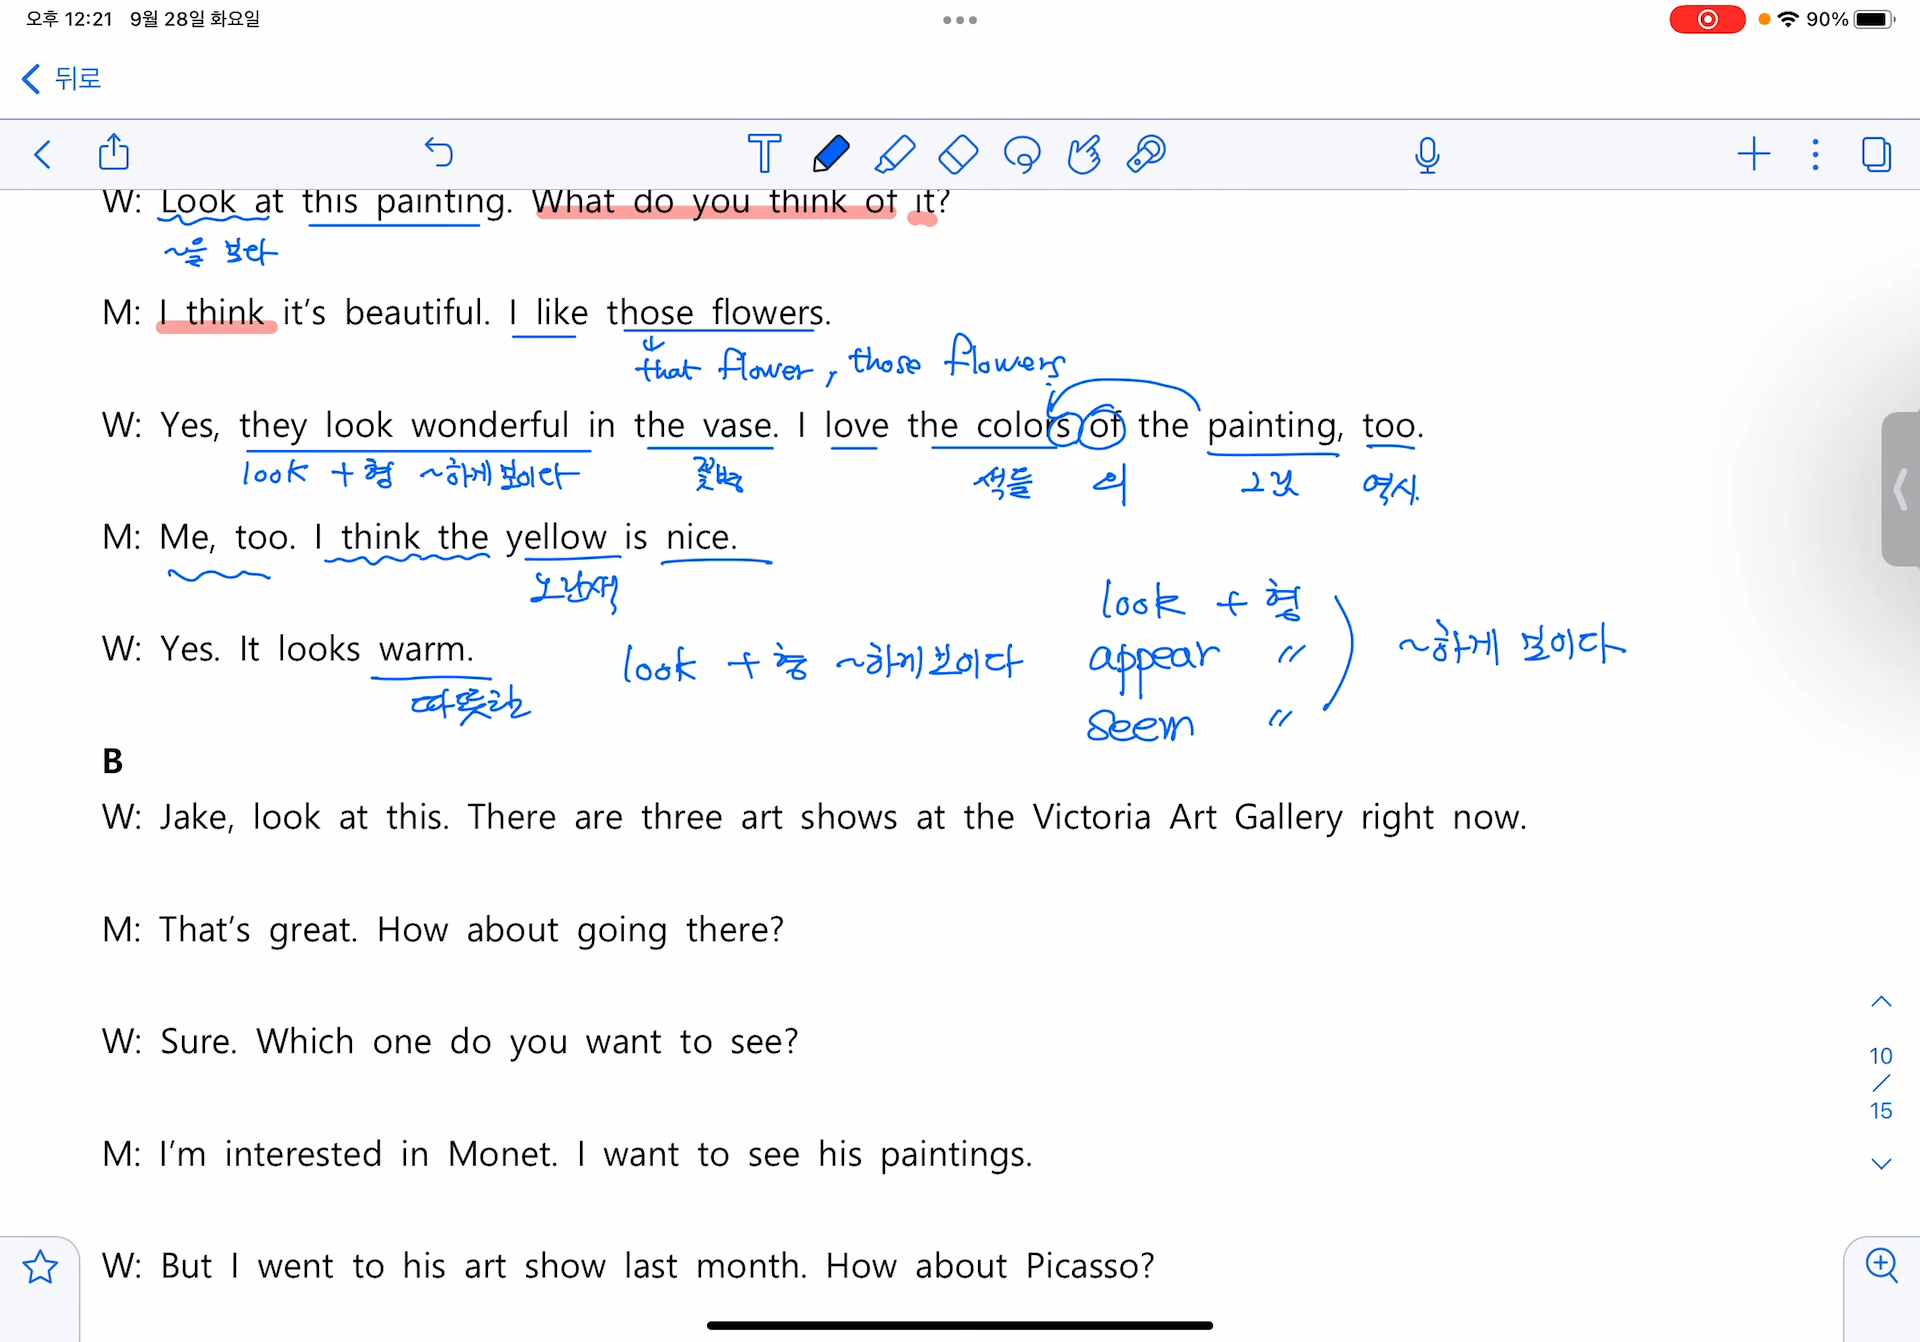 오후 12:21 9월 28일 화요일
90%
뒤로
W: Look at this painting. What do you think of it?
~을 보다
M: I think it's beautiful. I like those flowers.
that flower, those flowers
W: Yes, they look wonderful in the vase. I love the colors of the painting, too.
look +형 ~하게 보이다 꽃병 색들 의 그것 역시.
M: Me, too. I think the yellow is nice.
노란색
look + 형
W: Yes. It looks warm.
look + 형 ~하게 보이다
appear 〃 ~하게 보이다
따뜻한
seem 〃
B
W: Jake, look at this. There are three art shows at the Victoria Art Gallery right now.
M: That's great. How about going there?
W: Sure. Which one do you want to see?
10
/
15
M: I'm interested in Monet. I want to see his paintings.
W: But I went to his art show last month. How about Picasso?